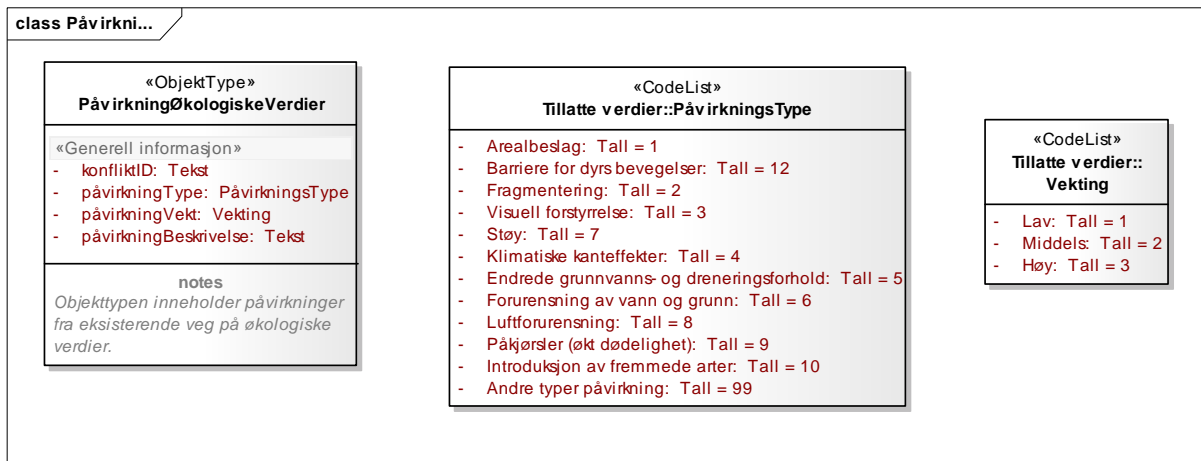 class Påvirkni...
«ObjektType»
PåvirkningØkologiskeVerdier
«Generell informasjon»
- konfliktID: Tekst
- påvirkningType: PåvirkningsType
- påvirkningVekt: Vekting
- påvirkningBeskrivelse: Tekst
notes
Objekttypen inneholder påvirkninger
fra eksisterende veg på økologiske
verdier.
«CodeList»
Tillatte verdier::PåvirkningsType
- Arealbeslag: Tall = 1
- Barriere for dyrs bevegelser: Tall = 12
- Fragmentering: Tall = 2
- Visuell forstyrrelse: Tall = 3
- Støy: Tall = 7
- Klimatiske kanteffekter: Tall = 4
- Endrede grunnvanns- og dreneringsforhold: Tall = 5
- Forurensning av vann og grunn: Tall = 6
- Luftforurensning: Tall = 8
- Påkjørsler (økt dødelighet): Tall = 9
- Introduksjon av fremmede arter: Tall = 10
- Andre typer påvirkning: Tall = 99
«CodeList»
Tillatte verdier::
Vekting
- Lav: Tall = 1
- Middels: Tall = 2
- Høy: Tall = 3